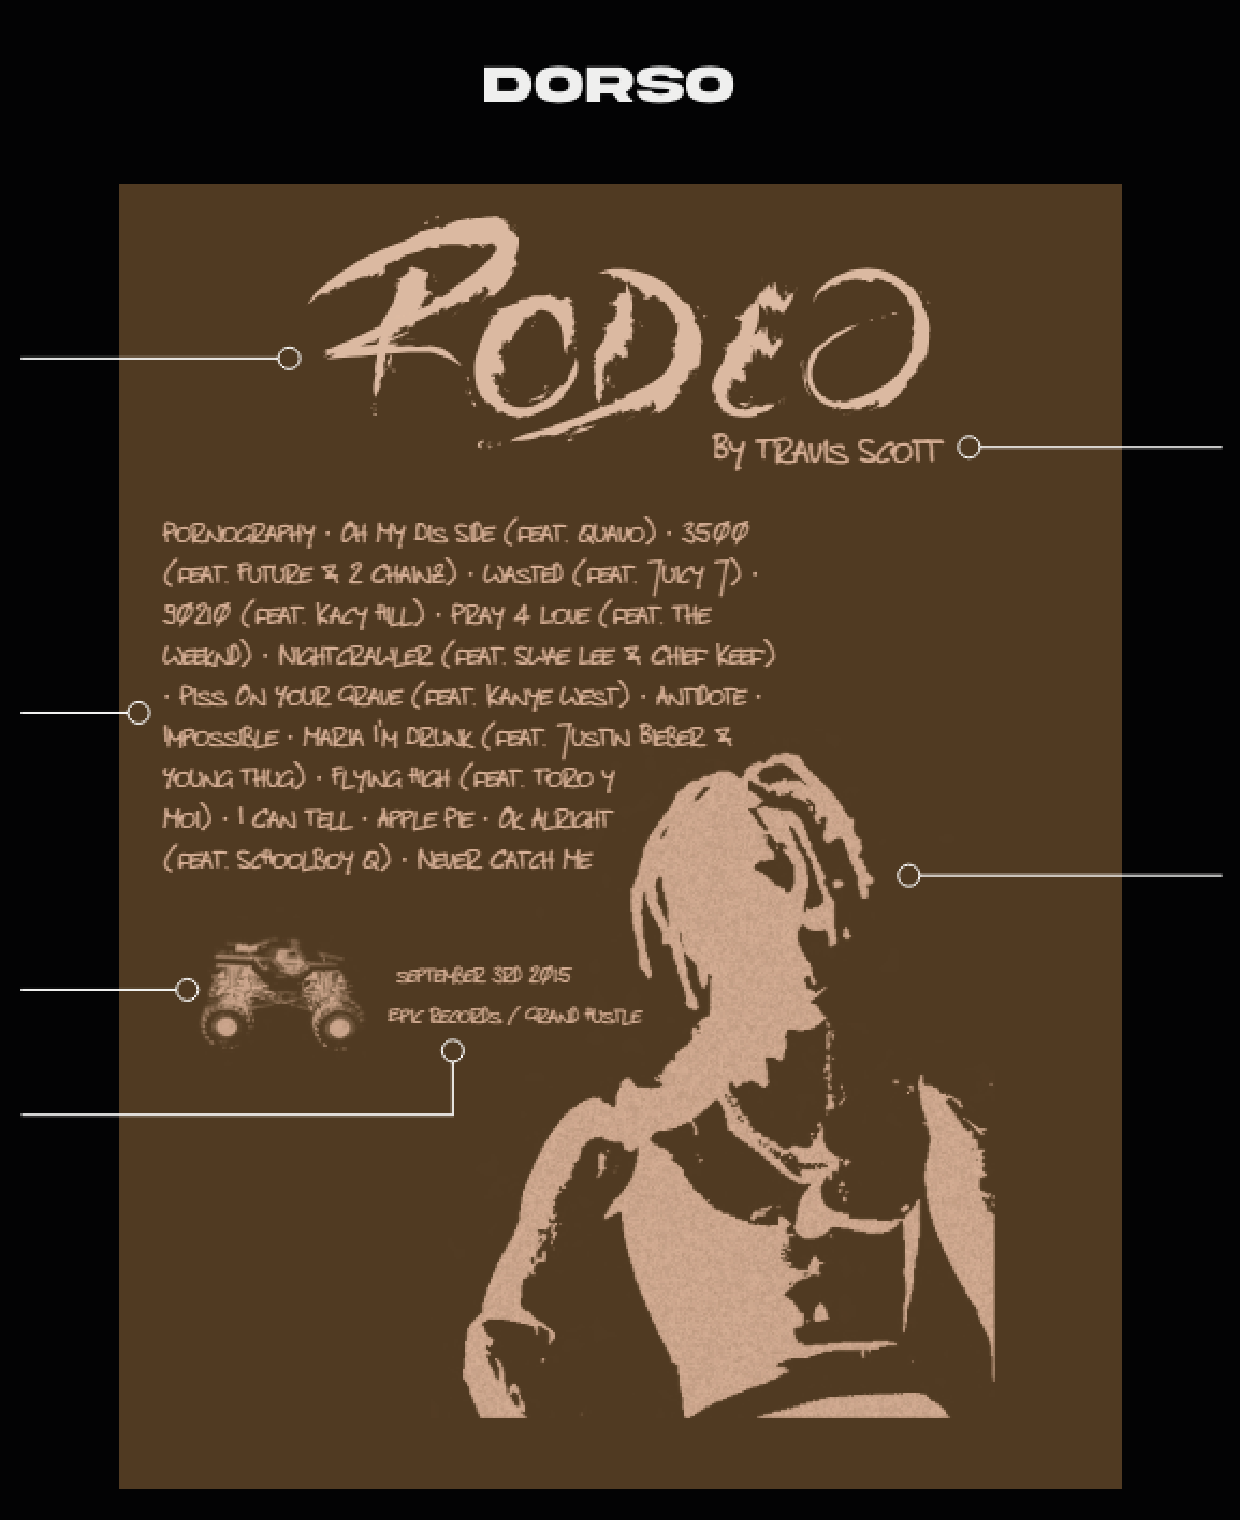 DORSO
RODEO
BY TRAVIS SCOTT
PORNOGRAPHY · OH MY DIS SIDE (FEAT. QUAVO) · 3500
(FEAT. FUTURE & 2 CHAINZ) · WASTED (FEAT. JUICY J) ·
90210 (FEAT. KACY HILL) · PRAY 4 LOVE (FEAT. THE
WEEKND) · NIGHTCRAWLER (FEAT. SWAE LEE & CHIEF KEEF)
· PISS ON YOUR GRAVE (FEAT. KANYE WEST) · ANTIDOTE ·
IMPOSSIBLE · MARIA I'M DRUNK (FEAT. JUSTIN BIEBER &
YOUNG THUG) · FLYING HIGH (FEAT. TORO Y
MOI) · I CAN TELL · APPLE PIE · OK ALRIGHT
(FEAT. SCHOOLBOY Q) · NEVER CATCH ME
SEPTEMBER 3RD 2015
EPIC RECORDS / GRAND HUSTLE